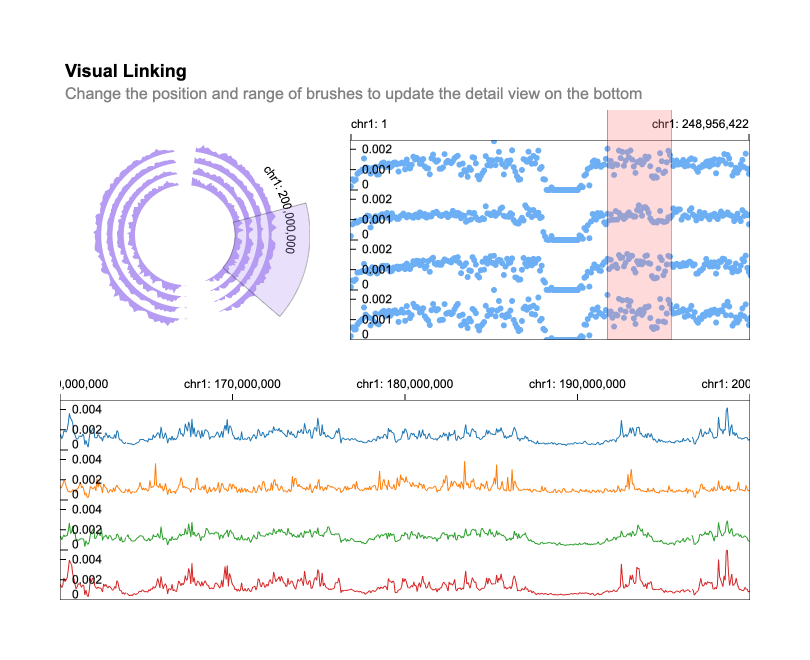 Visual Linking
Change the position and range of brushes to update the detail view on the bottom
chr1: 200,000,000
chr1: 1
chr1: 248,956,422
0.002
0.001
0
0.002
0.001
0
0.002
0.001
0
0.002
0.001
0
),000,000
chr1: 170,000,000
chr1: 180,000,000
chr1: 190,000,000
chr1: 200
0.004
0.002
0
0.004
0.002
0
0.004
0.002
0
0.004
0.002
0